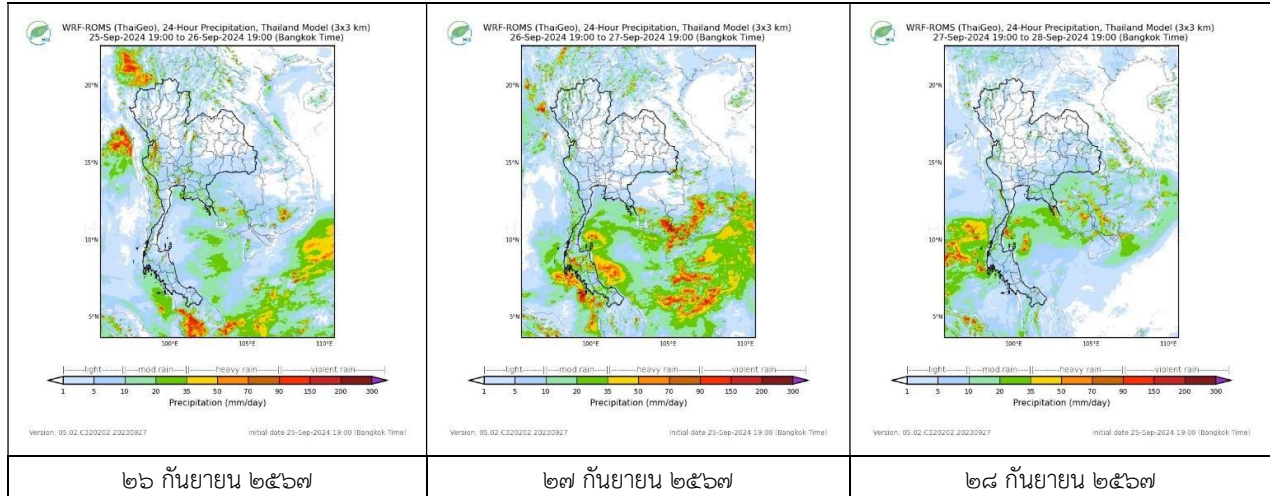 WRF-ROMS (ThaiGeo), 24-Hour Precipitation, Thailand Model (3x3 km)
25-Sep-2024 19:00 to 26-Sep-2024 19:00 (Bangkok Time)
20°N
15°N
10°N
5°N
100°E
105°E
110°E
|--------light--------||----mod rain----||------heavy rain------||------violent rain------|
1 5 10 20 35 50 70 90 150 200 300
Precipitation (mm/day)
Version: 05.02.C320202.20230927
initial date 25-Sep-2024 19:00 (Bangkok Time)
๒๖ กันยายน ๒๕๖๗
WRF-ROMS (ThaiGeo), 24-Hour Precipitation, Thailand Model (3x3 km)
26-Sep-2024 19:00 to 27-Sep-2024 19:00 (Bangkok Time)
20°N
15°N
10°N
5°N
100°E
105°E
110°E
|--------light--------||----mod rain----||------heavy rain------||------violent rain------|
1 5 10 20 35 50 70 90 150 200 300
Precipitation (mm/day)
Version: 05.02.C320202.20230927
initial date 25-Sep-2024 19:00 (Bangkok Time)
๒๗ กันยายน ๒๕๖๗
WRF-ROMS (ThaiGeo), 24-Hour Precipitation, Thailand Model (3x3 km)
27-Sep-2024 19:00 to 28-Sep-2024 19:00 (Bangkok Time)
20°N
15°N
10°N
5°N
100°E
105°E
110°E
|--------light--------||----mod rain----||------heavy rain------||------violent rain------|
1 5 10 20 35 50 70 90 150 200 300
Precipitation (mm/day)
Version: 05.02.C320202.20230927
initial date 25-Sep-2024 19:00 (Bangkok Time)
๒๘ กันยายน ๒๕๖๗